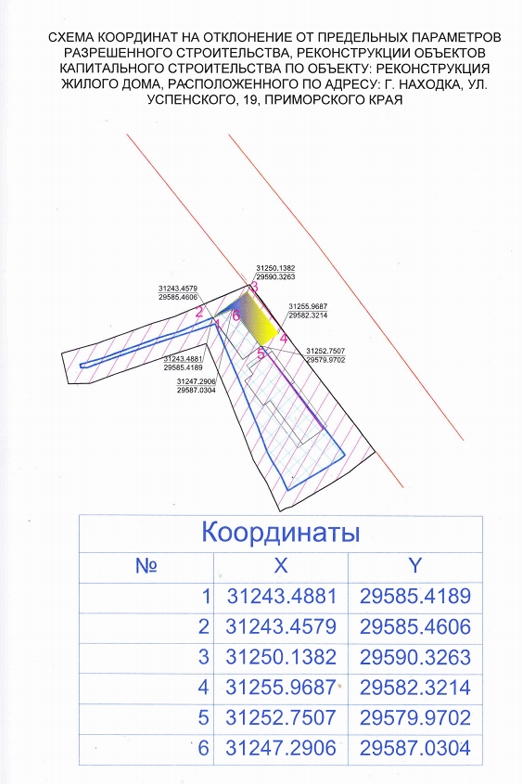 СХЕМА КООРДИНАТ НА ОТКЛОНЕНИЕ ОТ ПРЕДЕЛЬНЫХ ПАРАМЕТРОВ
РАЗРЕШЕННОГО СТРОИТЕЛЬСТВА, РЕКОНСТРУКЦИИ ОБЪЕКТОВ
КАПИТАЛЬНОГО СТРОИТЕЛЬСТВА ПО ОБЪЕКТУ: РЕКОНСТРУКЦИЯ
ЖИЛОГО ДОМА, РАСПОЛОЖЕННОГО ПО АДРЕСУ: Г. НАХОДКА, УЛ.
УСПЕНСКОГО, 19, ПРИМОРСКОГО КРАЯ
31250.1382
29590.3263
3
31243.4579
29585.4606
2
1
6
31255.9687
29582.3214
4
5
31252.7507
29579.9702
31243.4881
29585.4189
31247.2906
29587.0304
Координаты
№ X Y
1 31243.4881 29585.4189
2 31243.4579 29585.4606
3 31250.1382 29590.3263
4 31255.9687 29582.3214
5 31252.7507 29579.9702
6 31247.2906 29587.0304